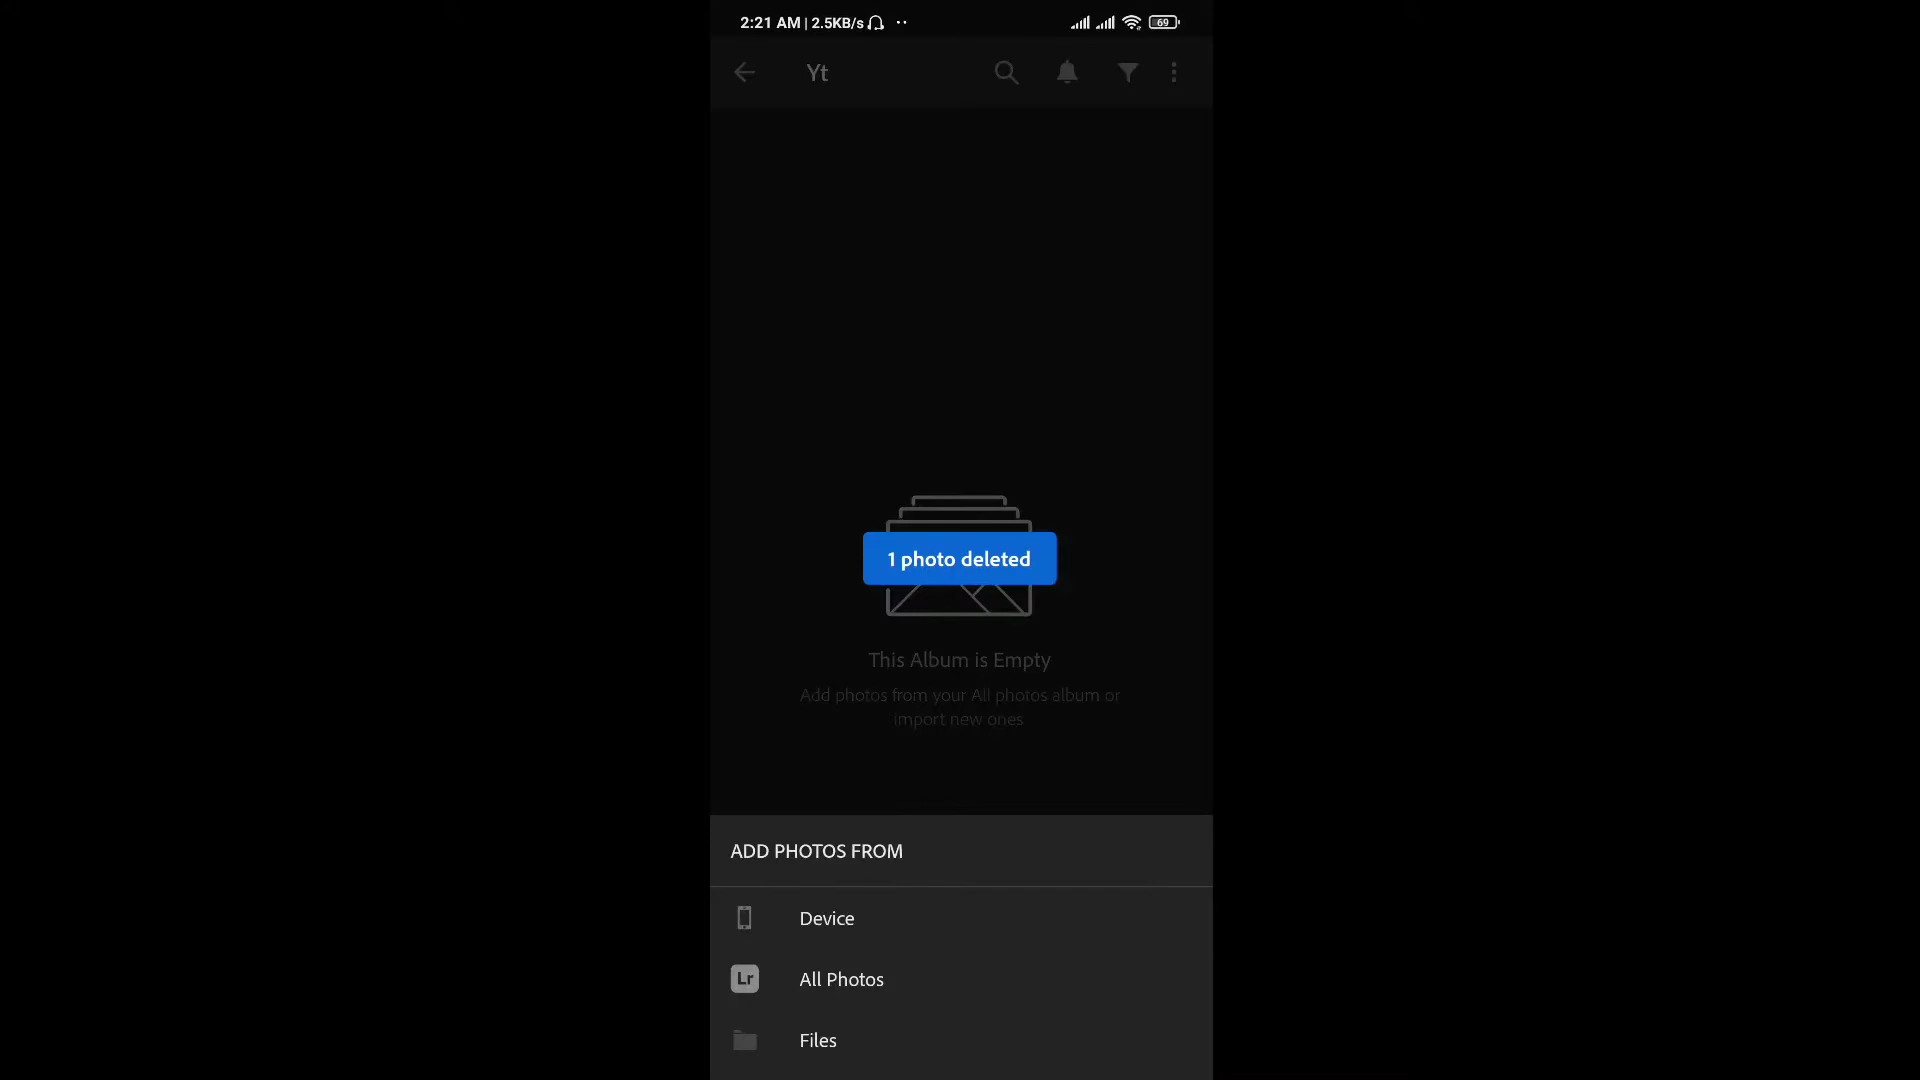 2:21 AM | 2.5KB/s
69
Yt
1 photo deleted
This Album is Empty
Add photos from your All photos album or
import new ones
ADD PHOTOS FROM
Device
Lr
All Photos
Files